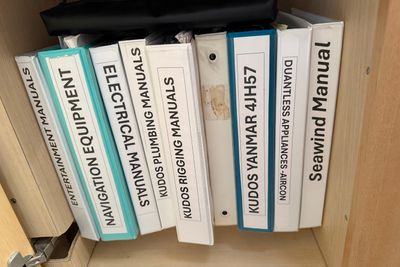 ENTERTAINMENT MANUALS
NAVIGATION EQUIPMENT
ELECTRICAL MANUALS
KUDOS PLUMBING MANUALS
KUDOS RIGGING MANUALS
KUDOS YANMAR 4JH57
DUANTLESS APPLIANCES -AIRCON
Seawind Manual